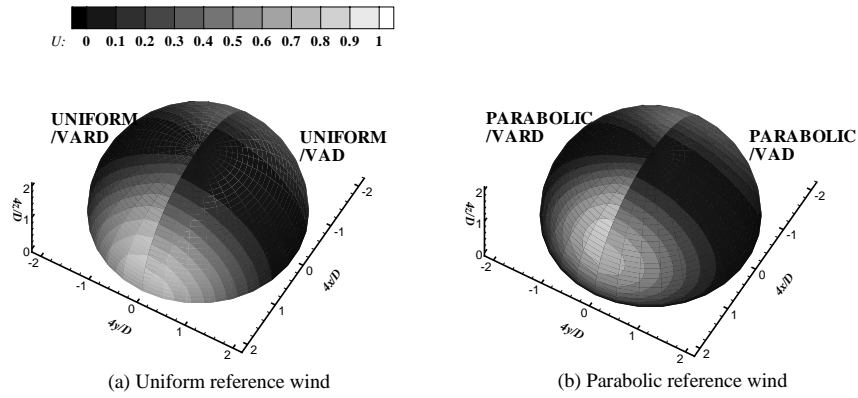 U: 0 0.1 0.2 0.3 0.4 0.5 0.6 0.7 0.8 0.9 1
UNIFORM
/VARD
UNIFORM
/VAD
4z/D
2
1
0
-2 -1 0 1 2
4y/D
-2
-1
0
1
2
4x/D
(a) Uniform reference wind
PARABOLIC
/VARD
PARABOLIC
/VAD
4z/D
2
1
0
-2 -1 0 1 2
4y/D
-2
-1
0
1
2
4x/D
(b) Parabolic reference wind